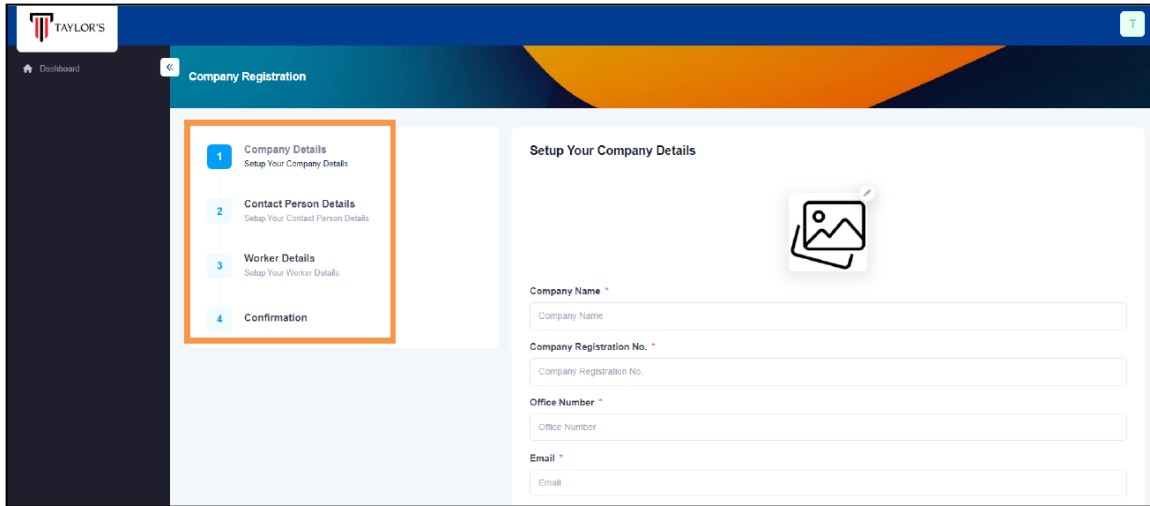 TAYLOR'S
T
Dashboard
Company Registration
1
Company Details
Setup Your Company Details
2
Contact Person Details
Setup Your Contact Person Details
3
Worker Details
Setup Your Worker Details
4
Confirmation
Setup Your Company Details
Company Name *
Company Name
Company Registration No. *
Company Registration No.
Office Number *
Office Number
Email *
Email